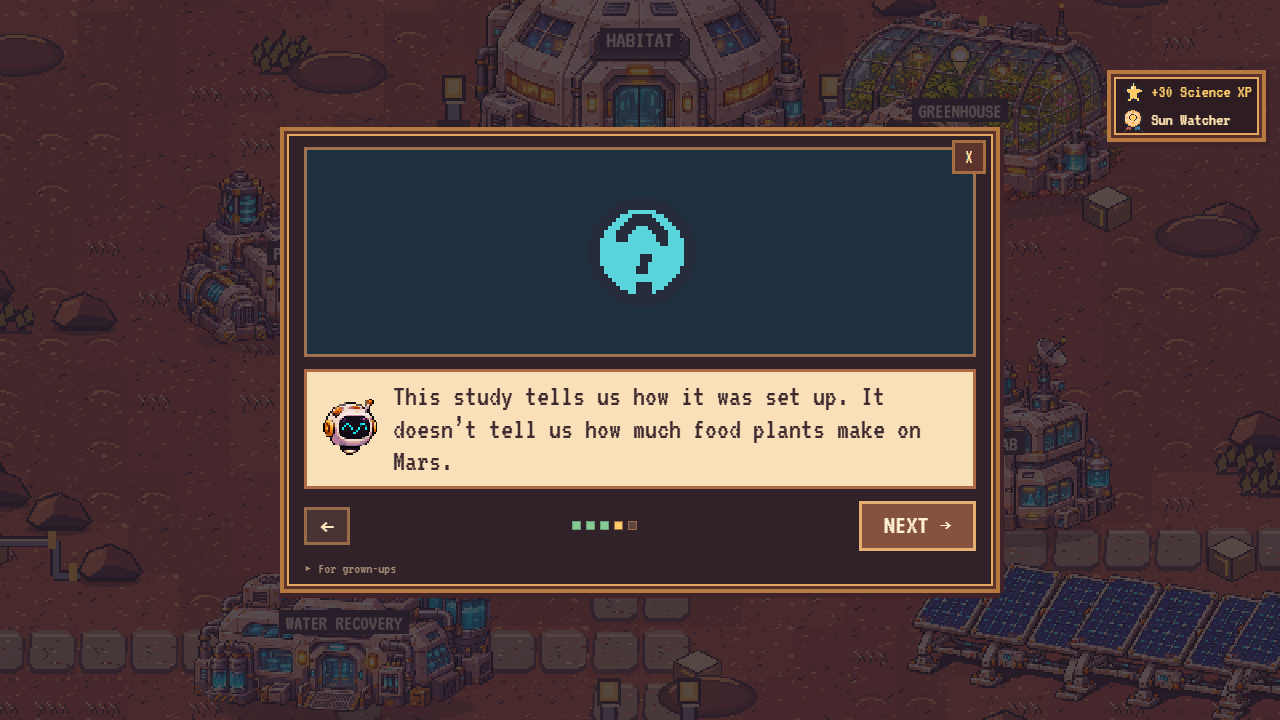 HABITAT
GREENHOUSE
+30 Science XP
Sun Watcher
X
This study tells us how it was set up. It
doesn't tell us how much food plants make on
Mars.
NEXT →
▸ For grown-ups
WATER RECOVERY